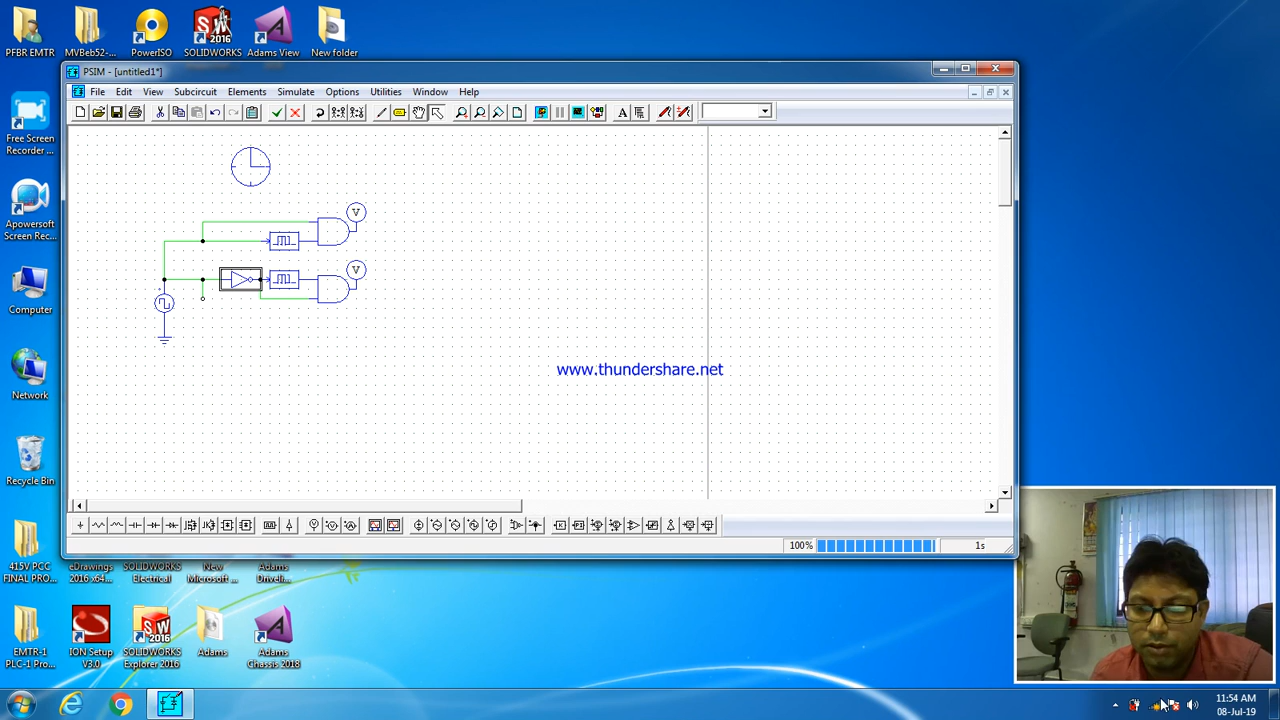 PFBR EMTR
MVBeb52-...
PowerISO
SOLIDWORKS
2016
Adams View
New folder
PSIM - [untitled1*]
File Edit View Subcircuit Elements Simulate Options Utilities Window Help
A
V
V
www.thundershare.net
100%
1s
Free Screen
Recorder ...
Apowersoft
Screen Rec...
Computer
Network
Recycle Bin
415V PCC
FINAL PRO...
eDrawings
2016 x64...
SOLIDWORKS
Electrical
New
Microsoft ...
Adams
Driveli...
EMTR-1
PLC-1 Pro...
ION Setup
V3.0
SOLIDWORKS
Explorer 2016
Adams
Adams
Chassis 2018
11:54 AM
08-Jul-19